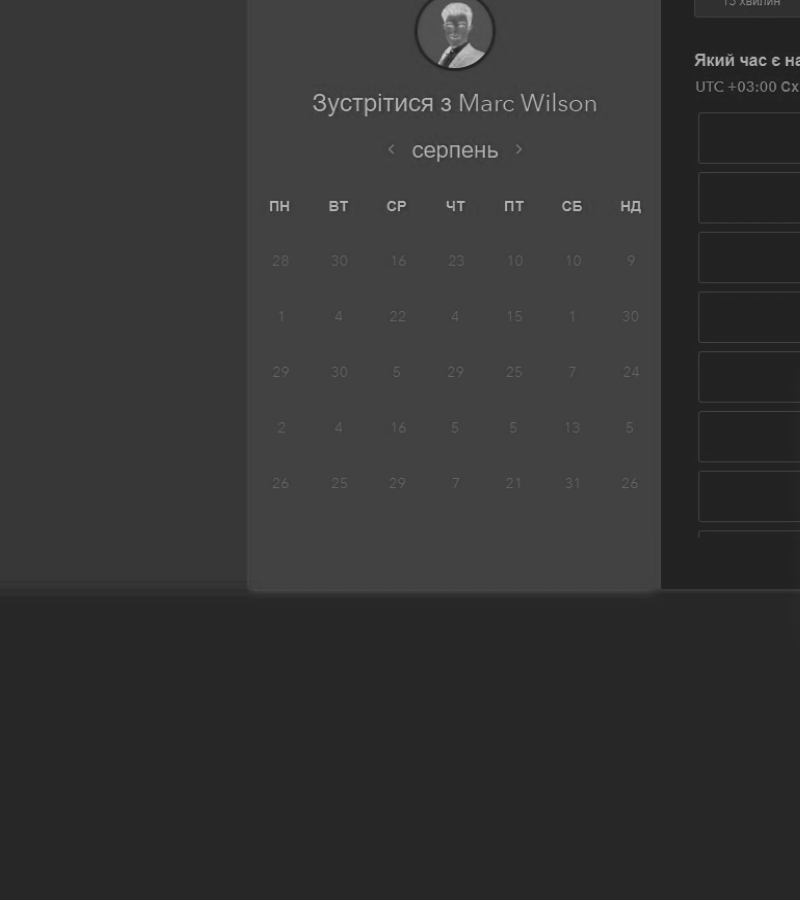 15 хвилин
Зустрітися з Marc Wilson
серпень
ПН ВТ СР ЧТ ПТ СБ НД
28 30 16 23 10 10 9
1 4 22 4 15 1 30
29 30 5 29 25 7 24
2 4 16 5 5 13 5
26 25 29 7 21 31 26
Який час є
UTC +03:00